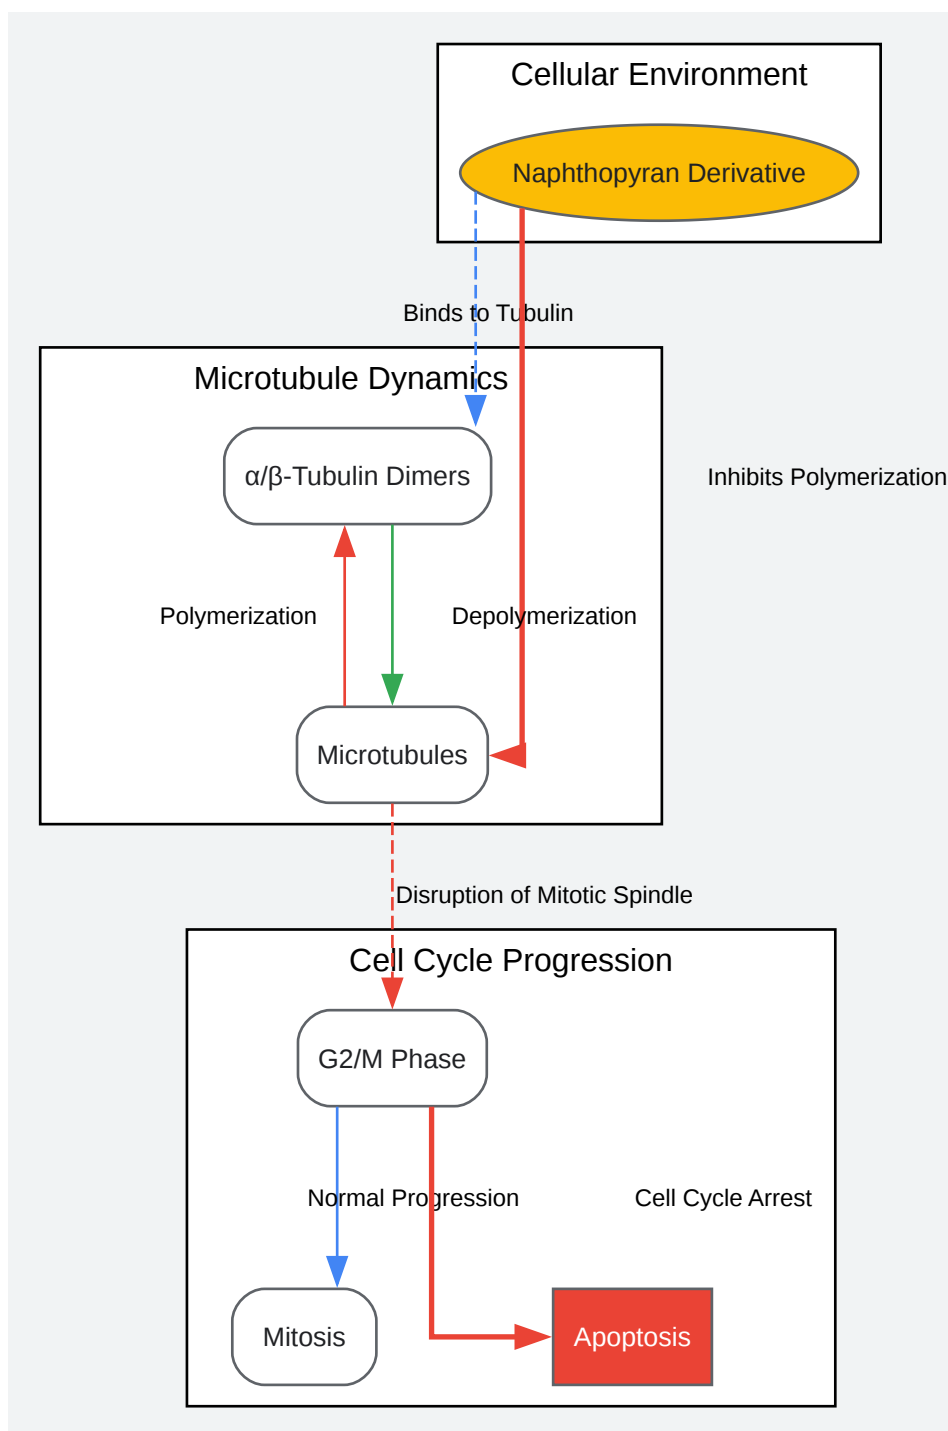 Cellular Environment
Naphthopyran Derivative
Binds to Tubulin
Microtubule Dynamics
α/β-Tubulin Dimers
Inhibits Polymerization
Polymerization
Depolymerization
Microtubules
Disruption of Mitotic Spindle
Cell Cycle Progression
G2/M Phase
Normal Progression
Cell Cycle Arrest
Mitosis
Apoptosis